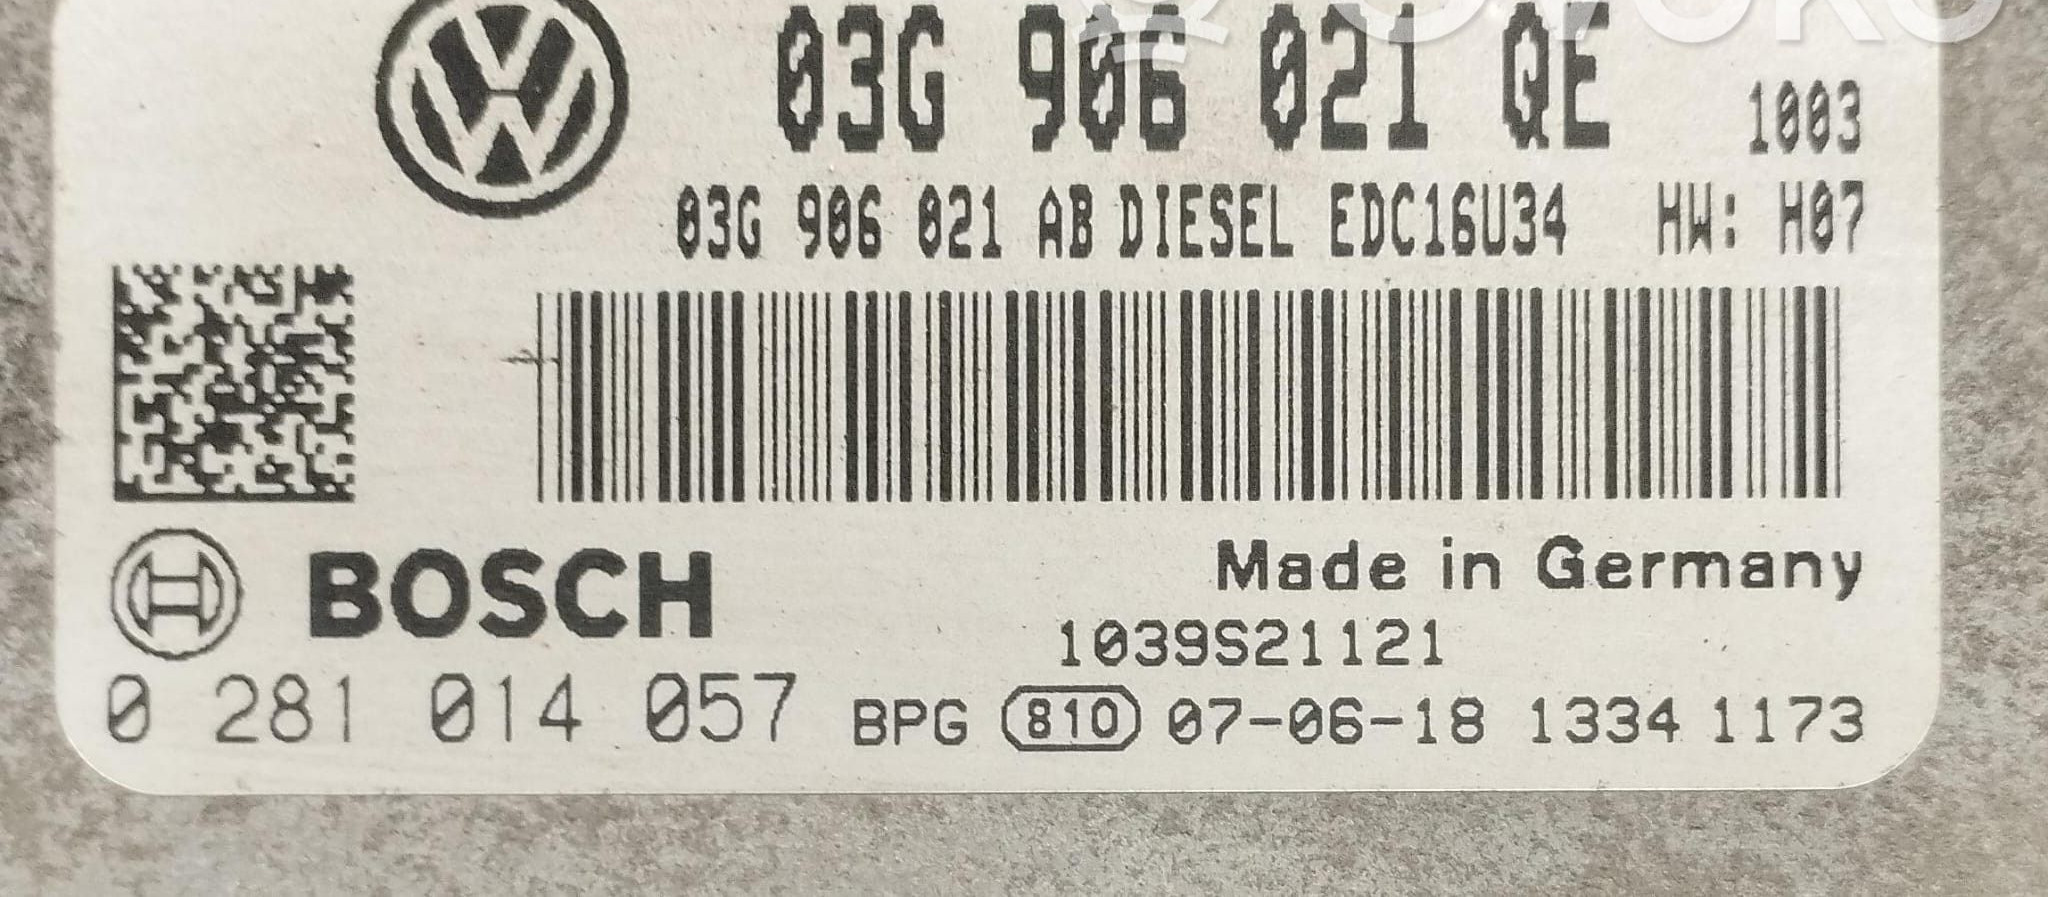 03G 906 021 QE
1003
03G 906 021 AB DIESEL EDC16U34 HW: H07
BOSCH
Made in Germany
1039S21121
0 281 014 057 BPG 810 07-06-18 1334 1173